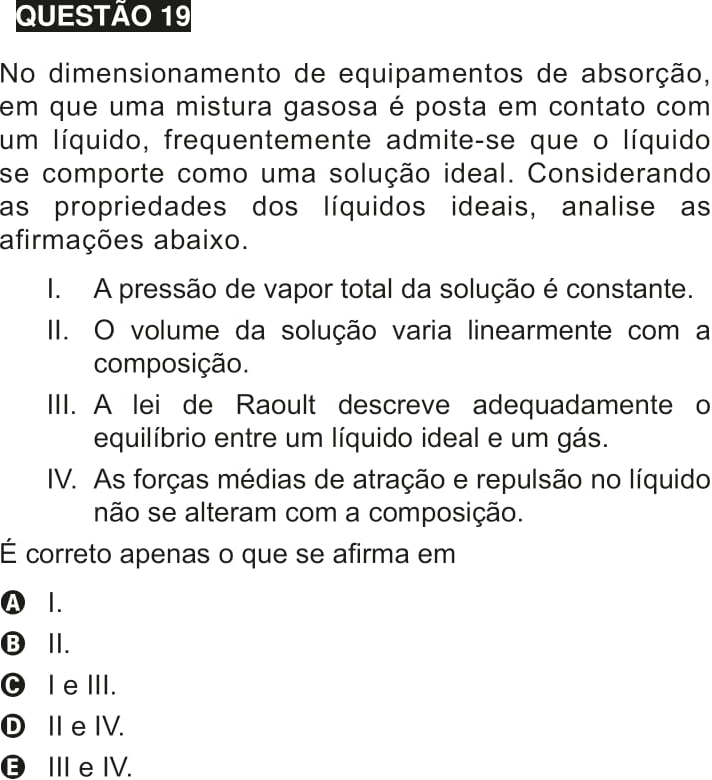 QUESTÃO 19
No dimensionamento de equipamentos de absorção,
em que uma mistura gasosa é posta em contato com
um líquido, frequentemente admite-se que o líquido
se comporte como uma solução ideal. Considerando
as propriedades dos líquidos ideais, analise as
afirmações abaixo.
I. A pressão de vapor total da solução é constante.
II. O volume da solução varia linearmente com a
composição.
III. A lei de Raoult descreve adequadamente o
equilíbrio entre um líquido ideal e um gás.
IV. As forças médias de atração e repulsão no líquido
não se alteram com a composição.
É correto apenas o que se afirma em
A I.
B II.
C I e III.
D II e IV.
E III e IV.